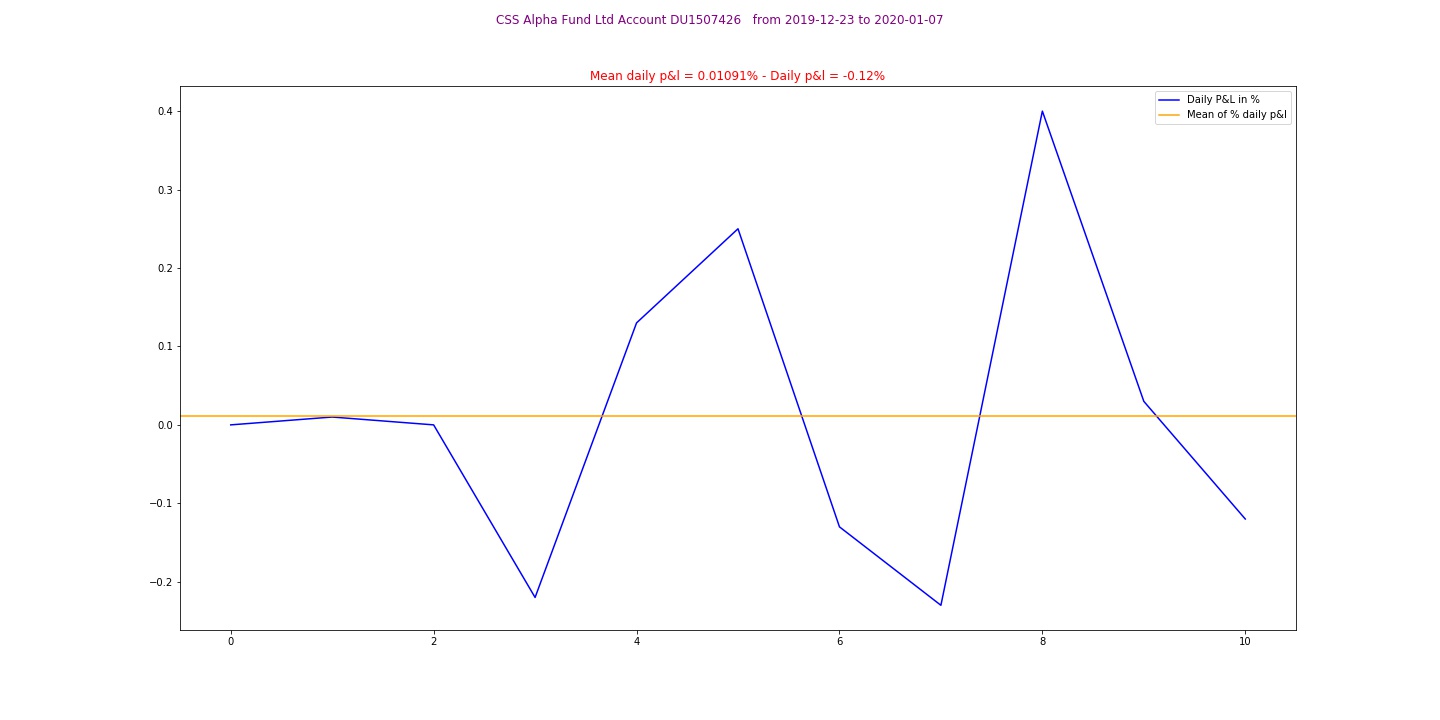 CSS Alpha Fund Ltd Account DU1507426   from 2019-12-23 to 2020-01-07
Mean daily p&l = 0.01091% - Daily p&l = -0.12%
Daily P&L in %
Mean of % daily p&l
0.4
0.3
0.2
0.1
0.0
−0.1
−0.2
0 2 4 6 8 10